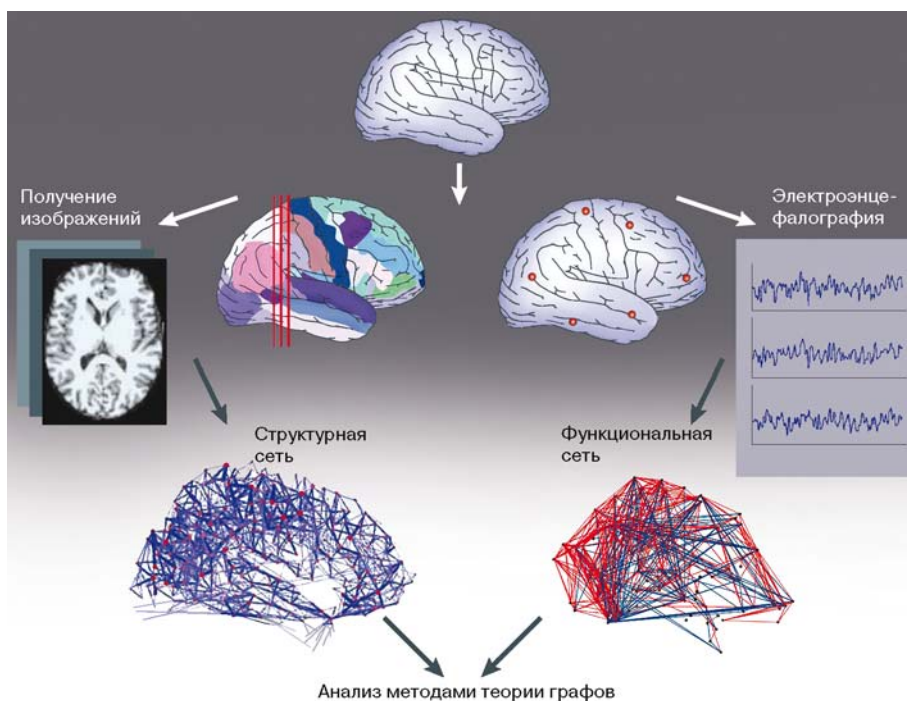 Получение
изображений
Электроэнце-
фалография
Структурная
сеть
Функциональная
сеть
Анализ методами теории графов